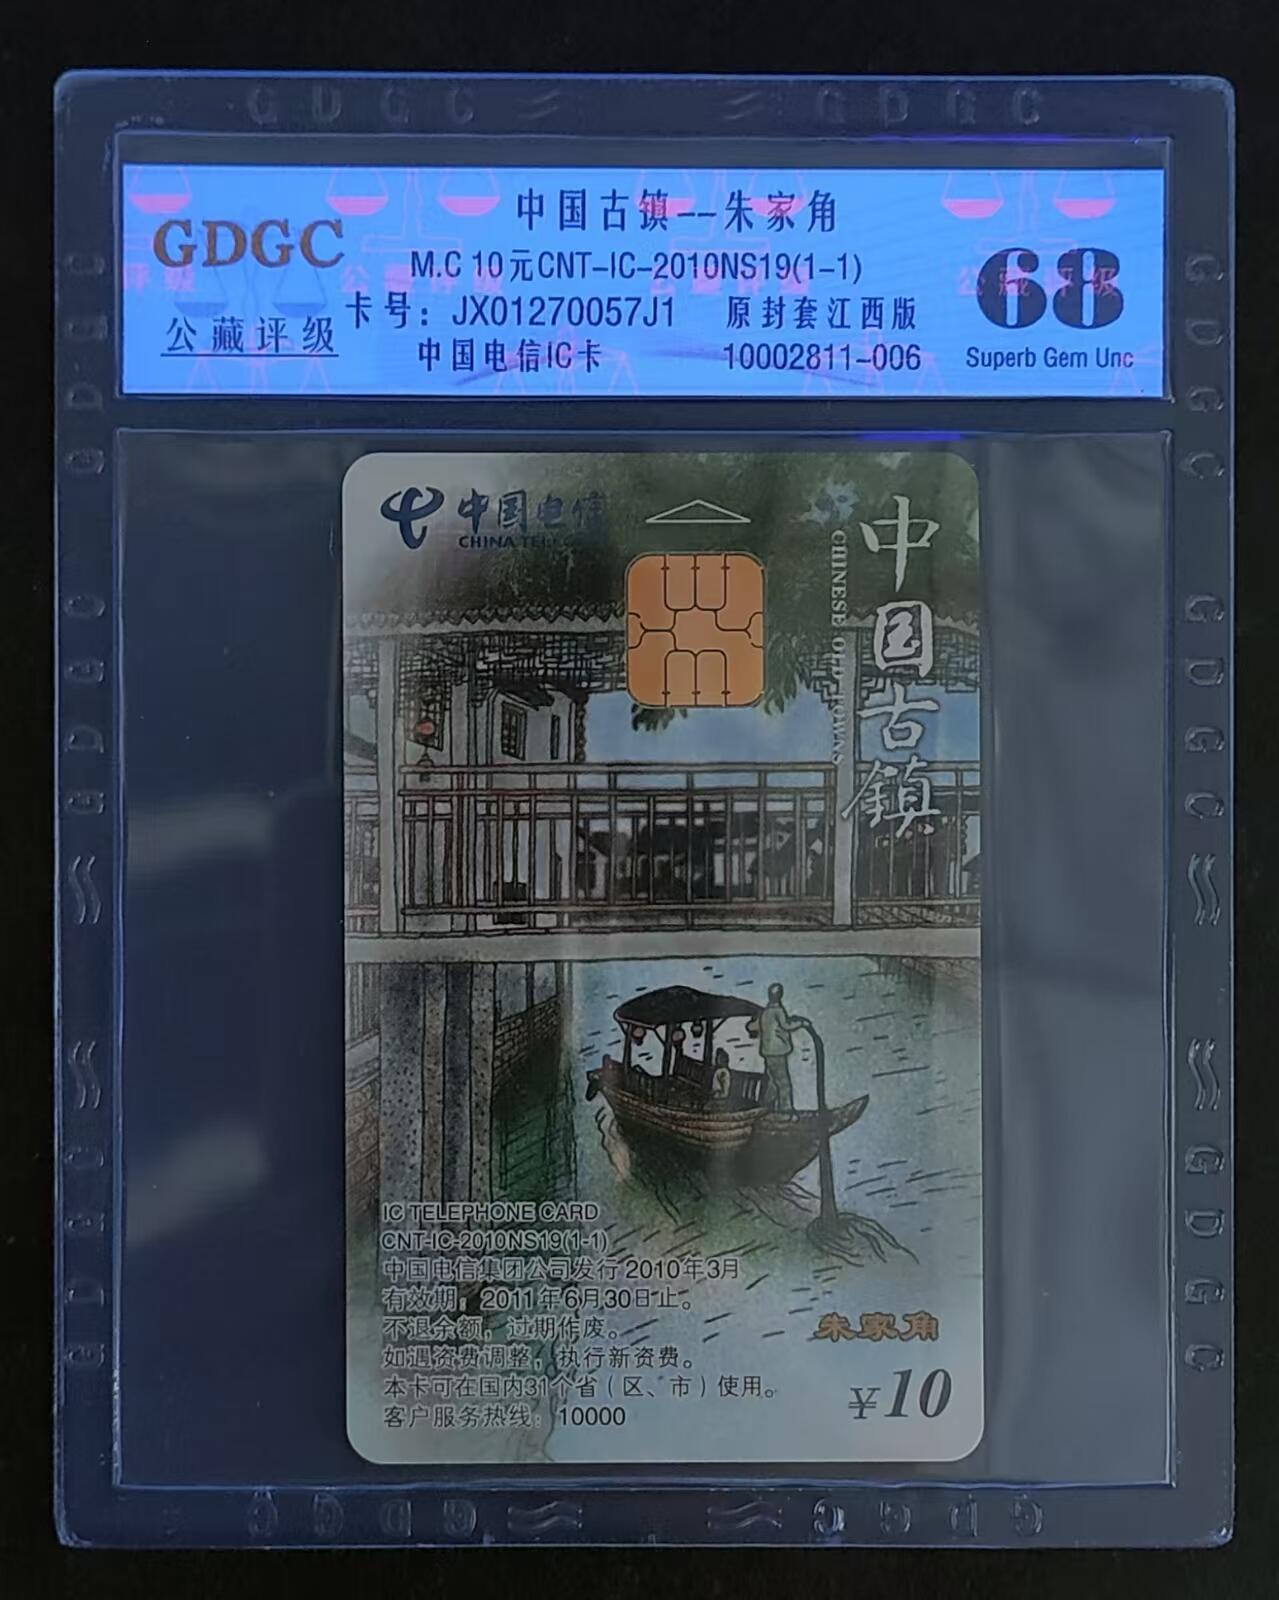 GDGC GDGC
中国古镇--朱家角
GDGC
M.C 10元CNT-IC-2010NS19(1-1)
68
公藏评级
卡号：JX01270057J1 原封套江西版
中国电信IC卡 10002811-006
Superb Gem Unc
中国电信
CHINA TELECOM
中国古镇
CHINESE OLD TOWNS
IC TELEPHONE CARD
CNT-IC-2010NS19(1-1)
中国电信集团公司发行 2010年3月
有效期：2011年6月30日止。
不退余额，过期作废。
如遇资费调整，执行新资费。
本卡可在国内31个省（区、市）使用。
客户服务热线：10000
朱家角
¥10